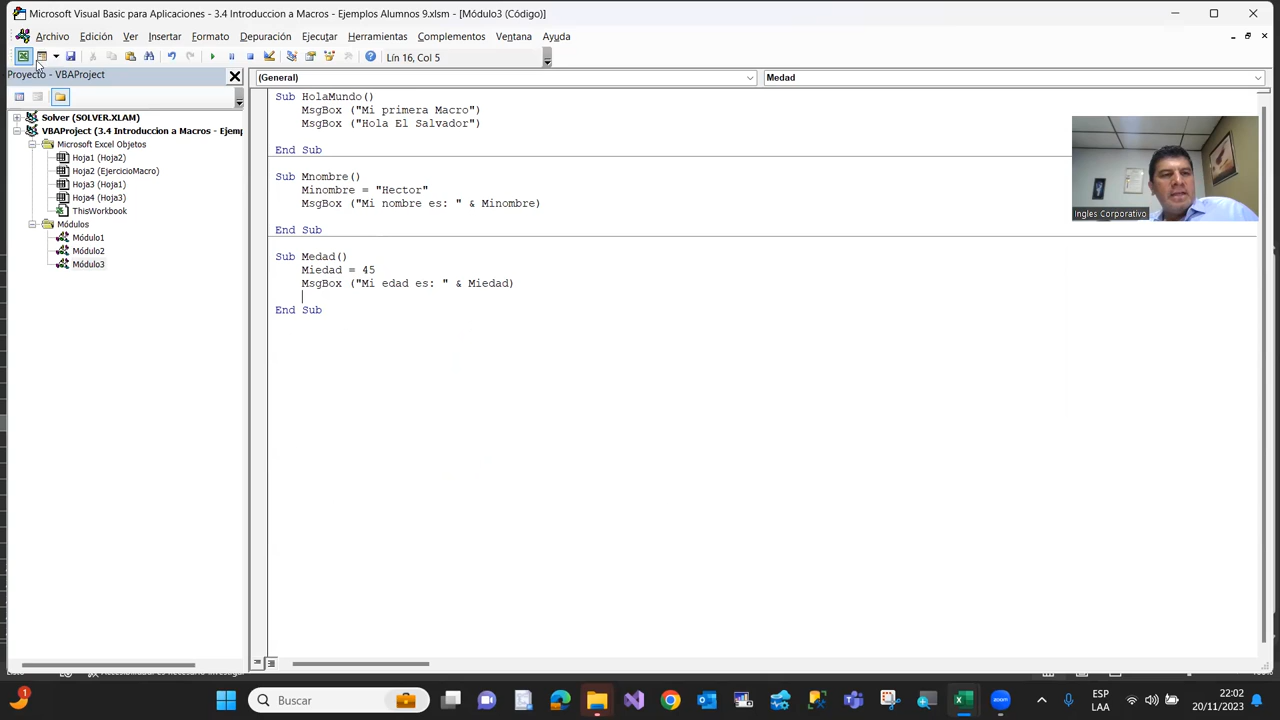 Microsoft Visual Basic para Aplicaciones - 3.4 Introduccion a Macros - Ejemplos Alumnos 9.xlsm - [Módulo3 (Código)]
Archivo Edición Ver Insertar Formato Depuración Ejecutar Herramientas Complementos Ventana Ayuda
Lín 16, Col 5
Proyecto - VBAProject
(General)
Medad
Solver (SOLVER.XLAM)
VBAProject (3.4 Introduccion a Macros - Ejemp
Microsoft Excel Objetos
Hoja1 (Hoja2)
Hoja2 (EjercicioMacro)
Hoja3 (Hoja1)
Hoja4 (Hoja3)
ThisWorkbook
Módulos
Módulo1
Módulo2
Módulo3
Sub HolaMundo()
MsgBox ("Mi primera Macro")
MsgBox ("Hola El Salvador")
End Sub
Sub Mnombre()
Minombre = "Hector"
MsgBox ("Mi nombre es: " & Minombre)
End Sub
Sub Medad()
Miedad = 45
MsgBox ("Mi edad es: " & Miedad)
End Sub
Ingles Corporativo
1
Buscar
ESP
LAA
22:02
20/11/2023